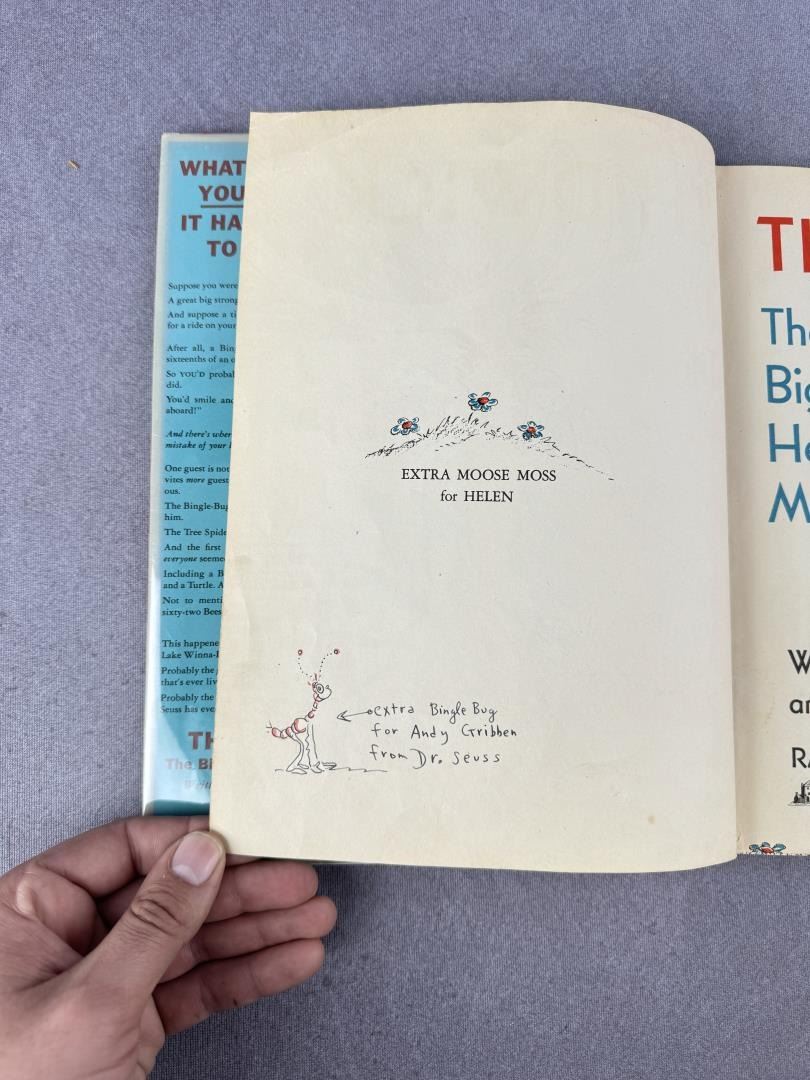 WHAT
YOU
IT HA
TO
Suppose you were
A great big strong
And suppose a ti
for a ride on your
After all, a Bin
sixteenths of an
So YOU'D probal
did.
You'd smile and
aboard!"
And there's wher
mistake of your
One guest is not
vites more guest
ous.
The Bingle-Bug
him.
The Tree Spide
And the first
everyone seeme
Including a B
and a Turtle. A
Not to menti
sixty-two Bees
This happene
Lake Winna-
Probably the
that's ever liv
Probably the
Seuss has eve
TH
The Bi
Writ
EXTRA MOOSE MOSS
for HELEN
extra Bingle Bug
for Andy Gribben
from Dr. Seuss
Th
Big
He
M
W
an
RA